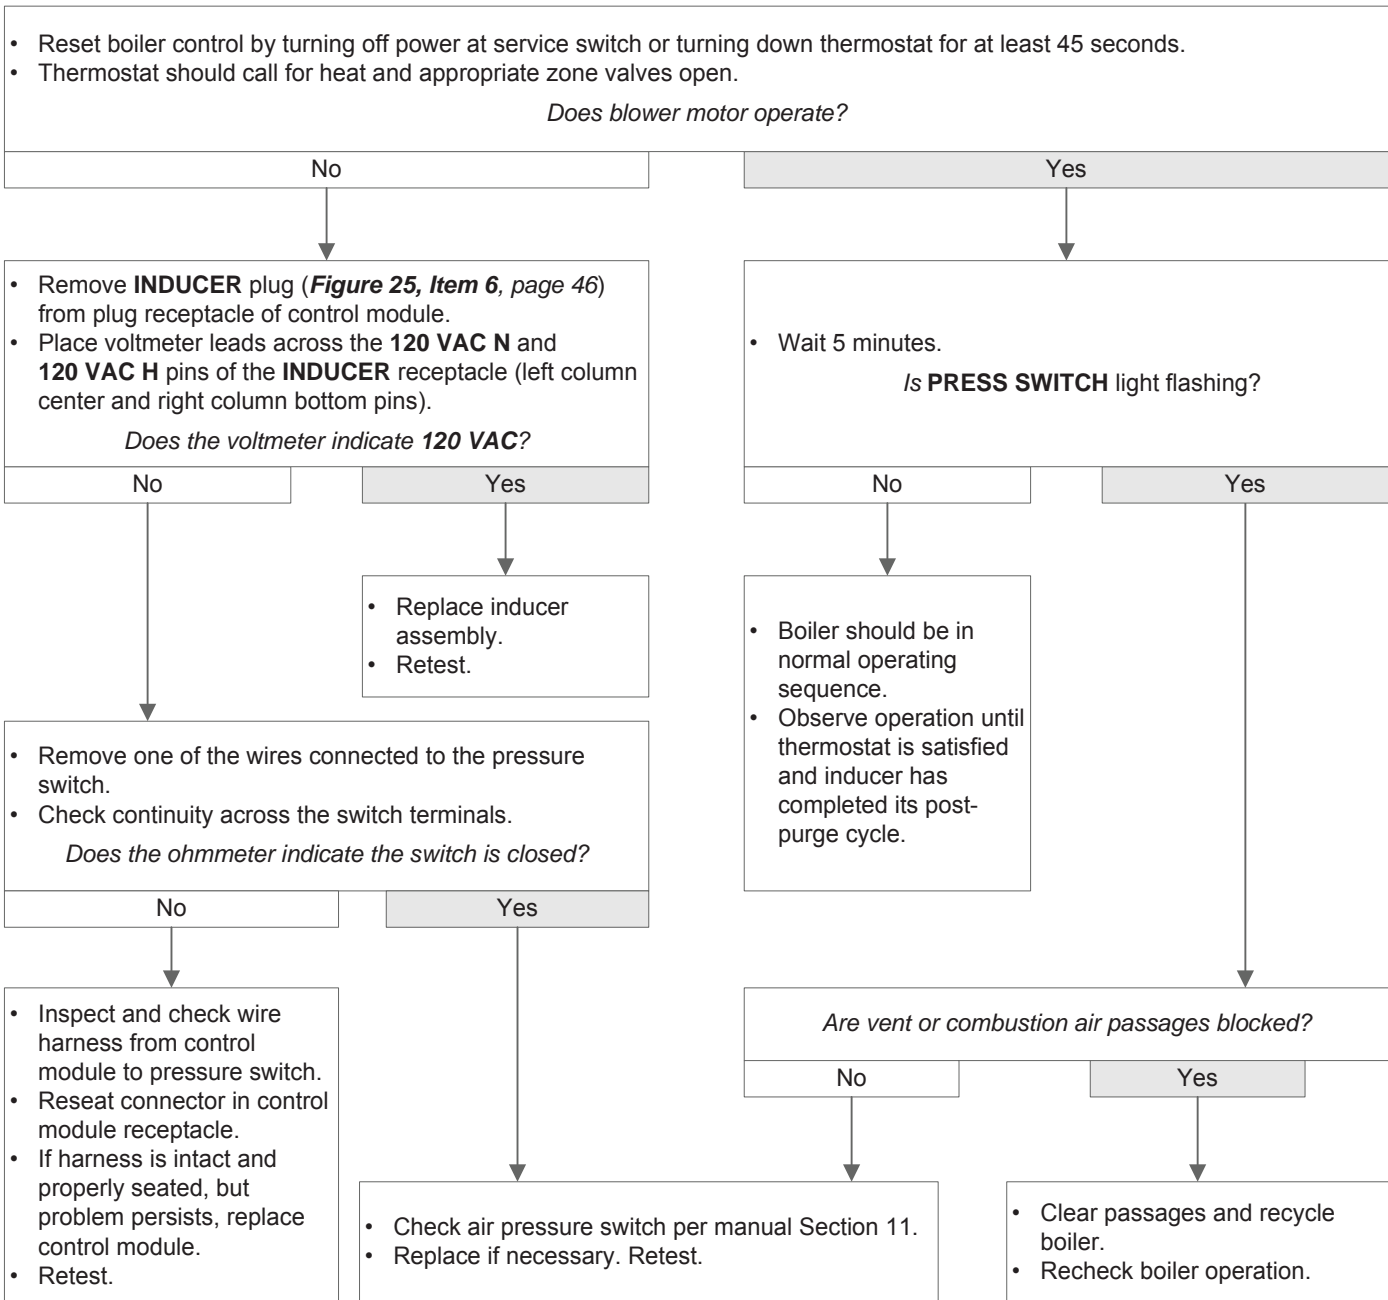 • Reset boiler control by turning off power at service switch or turning down thermostat for at least 45 seconds.
• Thermostat should call for heat and appropriate zone valves open.
Does blower motor operate?
No
Yes
• Remove INDUCER plug (Figure 25, Item 6, page 46)
from plug receptacle of control module.
• Place voltmeter leads across the 120 VAC N and
120 VAC H pins of the INDUCER receptacle (left column
center and right column bottom pins).
Does the voltmeter indicate 120 VAC?
No
Yes
• Wait 5 minutes.
Is PRESS SWITCH light flashing?
No
Yes
• Replace inducer
assembly.
• Retest.
• Boiler should be in
normal operating
sequence.
• Observe operation until
thermostat is satisfied
and inducer has
completed its post-
purge cycle.
• Remove one of the wires connected to the pressure
switch.
• Check continuity across the switch terminals.
Does the ohmmeter indicate the switch is closed?
No
Yes
• Inspect and check wire
harness from control
module to pressure switch.
• Reseat connector in control
module receptacle.
• If harness is intact and
properly seated, but
problem persists, replace
control module.
• Retest.
Are vent or combustion air passages blocked?
No
Yes
• Check air pressure switch per manual Section 11.
• Replace if necessary. Retest.
• Clear passages and recycle
boiler.
• Recheck boiler operation.